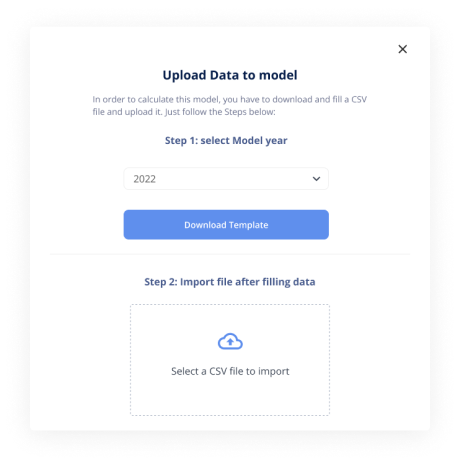 Upload Data to model
In order to calculate this model, you have to download and fill a CSV
file and upload it. Just follow the Steps below:
Step 1: select Model year
2022
Download Template
Step 2: Import file after filling data
Select a CSV file to import